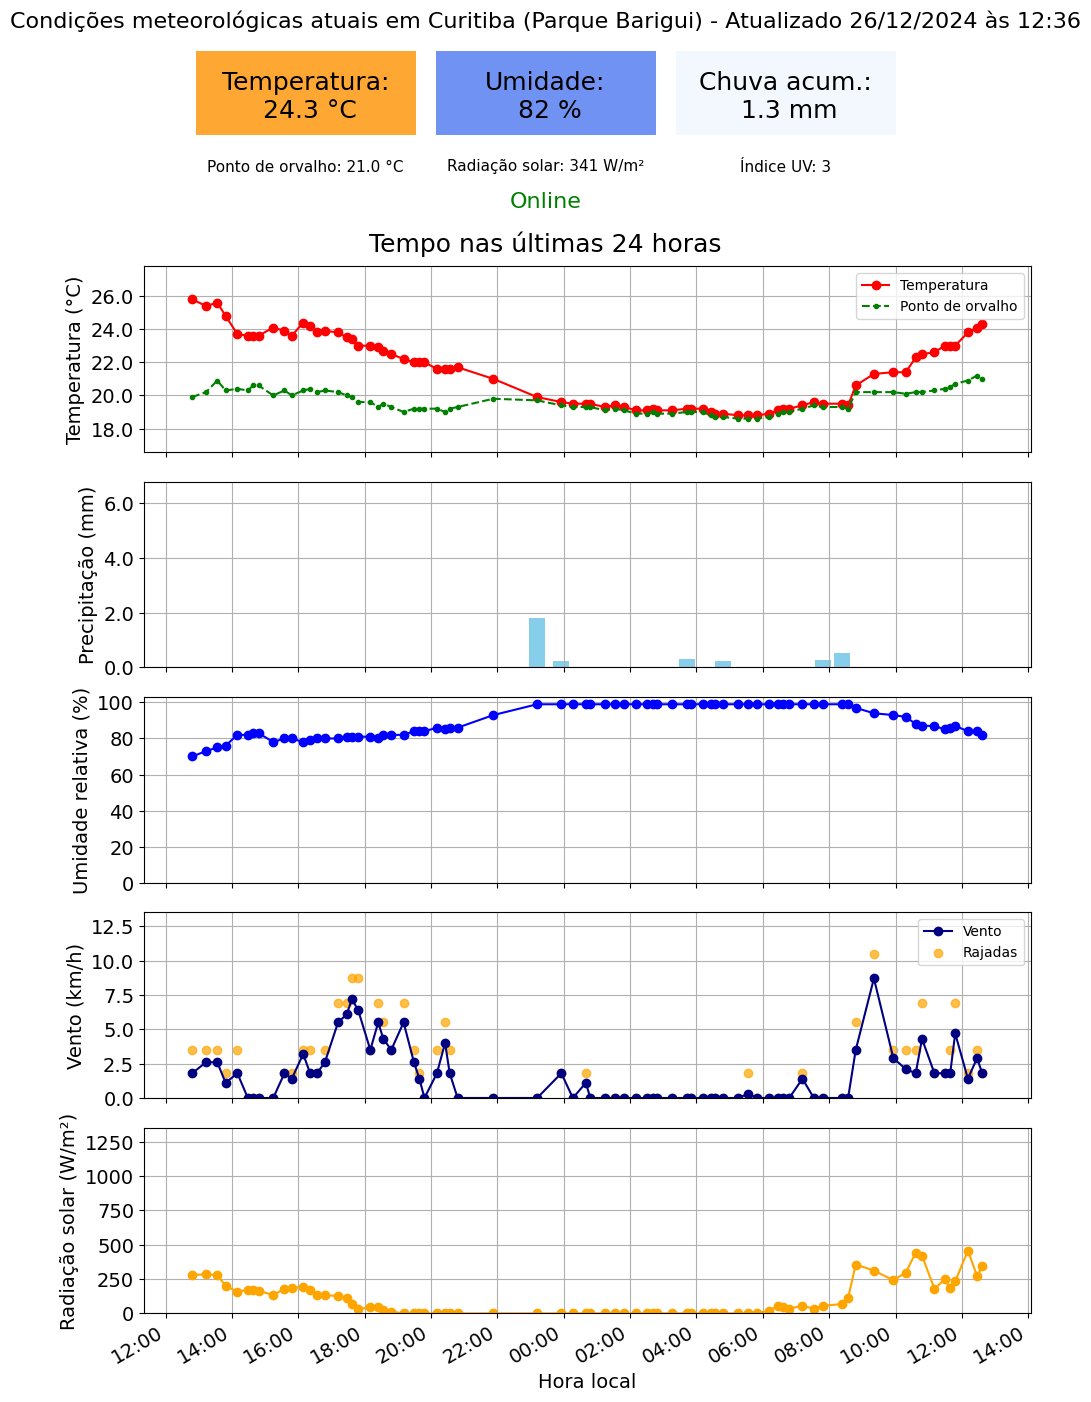 Condições meteorológicas atuais em Curitiba (Parque Barigui) - Atualizado 26/12/2024 às 12:36
Temperatura:
24.3 °C
Umidade:
82 %
Chuva acum.:
1.3 mm
Ponto de orvalho: 21.0 °C
Radiação solar: 341 W/m²
Índice UV: 3
Online
Tempo nas últimas 24 horas
Temperatura (°C)
26.0
24.0
22.0
20.0
18.0
Temperatura
Ponto de orvalho
Precipitação (mm)
6.0
4.0
2.0
0.0
Umidade relativa (%)
100
80
60
40
20
0
Vento (km/h)
12.5
10.0
7.5
5.0
2.5
0.0
Vento
Rajadas
Radiação solar (W/m²)
1250
1000
750
500
250
0
12:00
14:00
16:00
18:00
20:00
22:00
00:00
02:00
04:00
06:00
08:00
10:00
12:00
14:00
Hora local